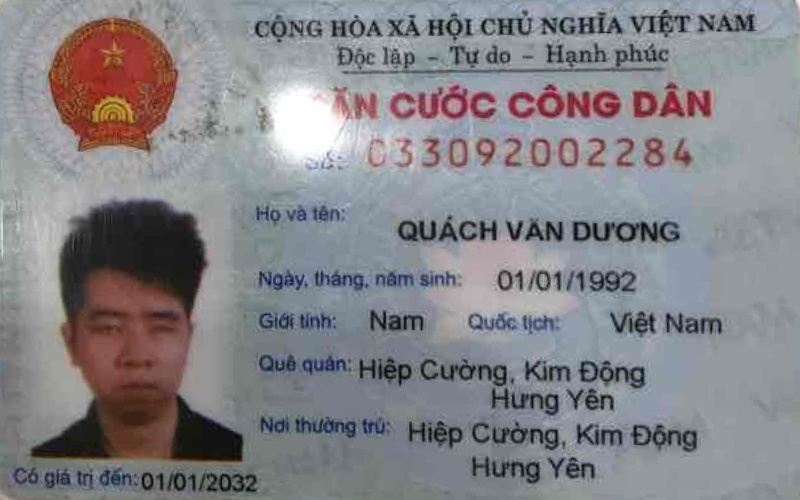 CỘNG HÒA XÃ HỘI CHỦ NGHĨA VIỆT NAM
Độc lập - Tự do - Hạnh phúc
CĂN CƯỚC CÔNG DÂN
Số: 033092002284
Họ và tên: QUÁCH VĂN DƯƠNG
Ngày, tháng, năm sinh: 01/01/1992
Giới tính: Nam Quốc tịch: Việt Nam
Quê quán: Hiệp Cường, Kim Động
Hưng Yên
Nơi thường trú: Hiệp Cường, Kim Động
Hưng Yên
Có giá trị đến: 01/01/2032